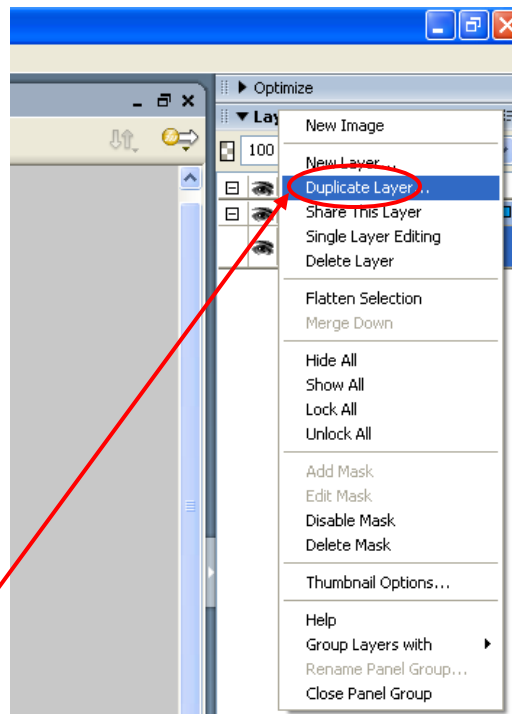 Optimize
Lay
100
New Image
New Layer...
Duplicate Layer...
Share This Layer
Single Layer Editing
Delete Layer
Flatten Selection
Merge Down
Hide All
Show All
Lock All
Unlock All
Add Mask
Edit Mask
Disable Mask
Delete Mask
Thumbnail Options...
Help
Group Layers with
Rename Panel Group...
Close Panel Group